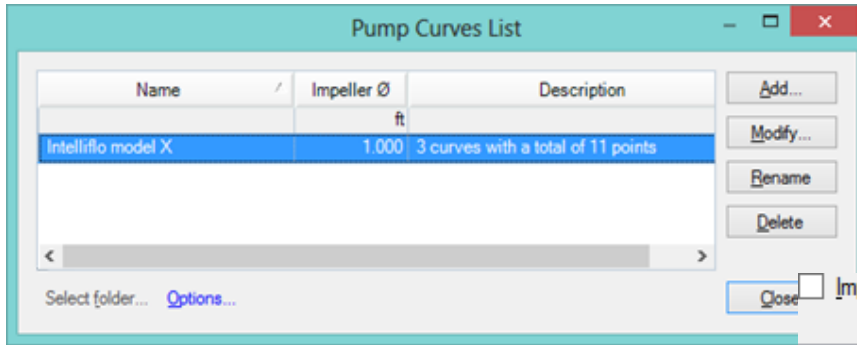 Pump Curves List
Name Impeller Ø Description
ft
Intelliflo model X 1.000 3 curves with a total of 11 points
Add...
Modify...
Rename
Delete
Select folder... Options...
Close